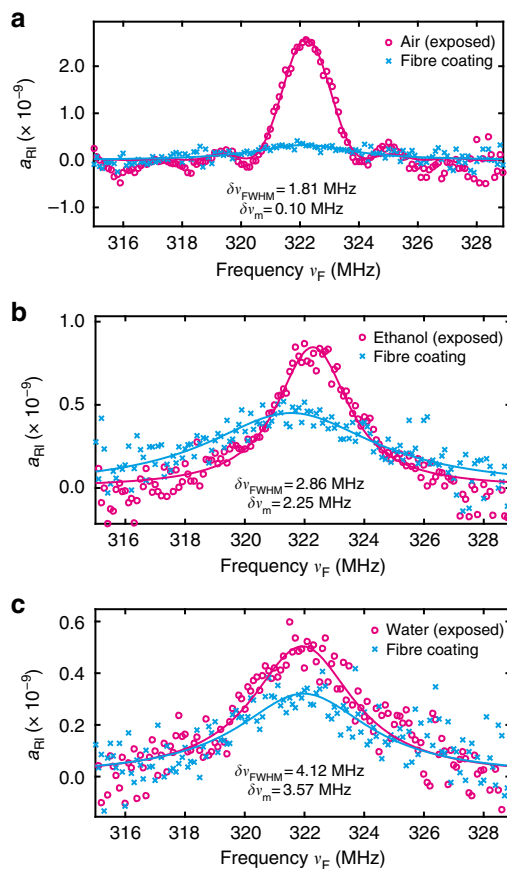 a
Air (exposed)
Fibre coating
2.0
1.0
0.0
−1.0
a_RI (× 10⁻⁹)
δν_FWHM = 1.81 MHz
δν_m = 0.10 MHz
316 318 320 322 324 326 328
Frequency ν_F (MHz)
b
Ethanol (exposed)
Fibre coating
1.0
0.5
0.0
a_RI (× 10⁻⁹)
δν_FWHM = 2.86 MHz
δν_m = 2.25 MHz
316 318 320 322 324 326 328
Frequency ν_F (MHz)
c
Water (exposed)
Fibre coating
0.6
0.4
0.2
0.0
a_RI (× 10⁻⁹)
δν_FWHM = 4.12 MHz
δν_m = 3.57 MHz
316 318 320 322 324 326 328
Frequency ν_F (MHz)